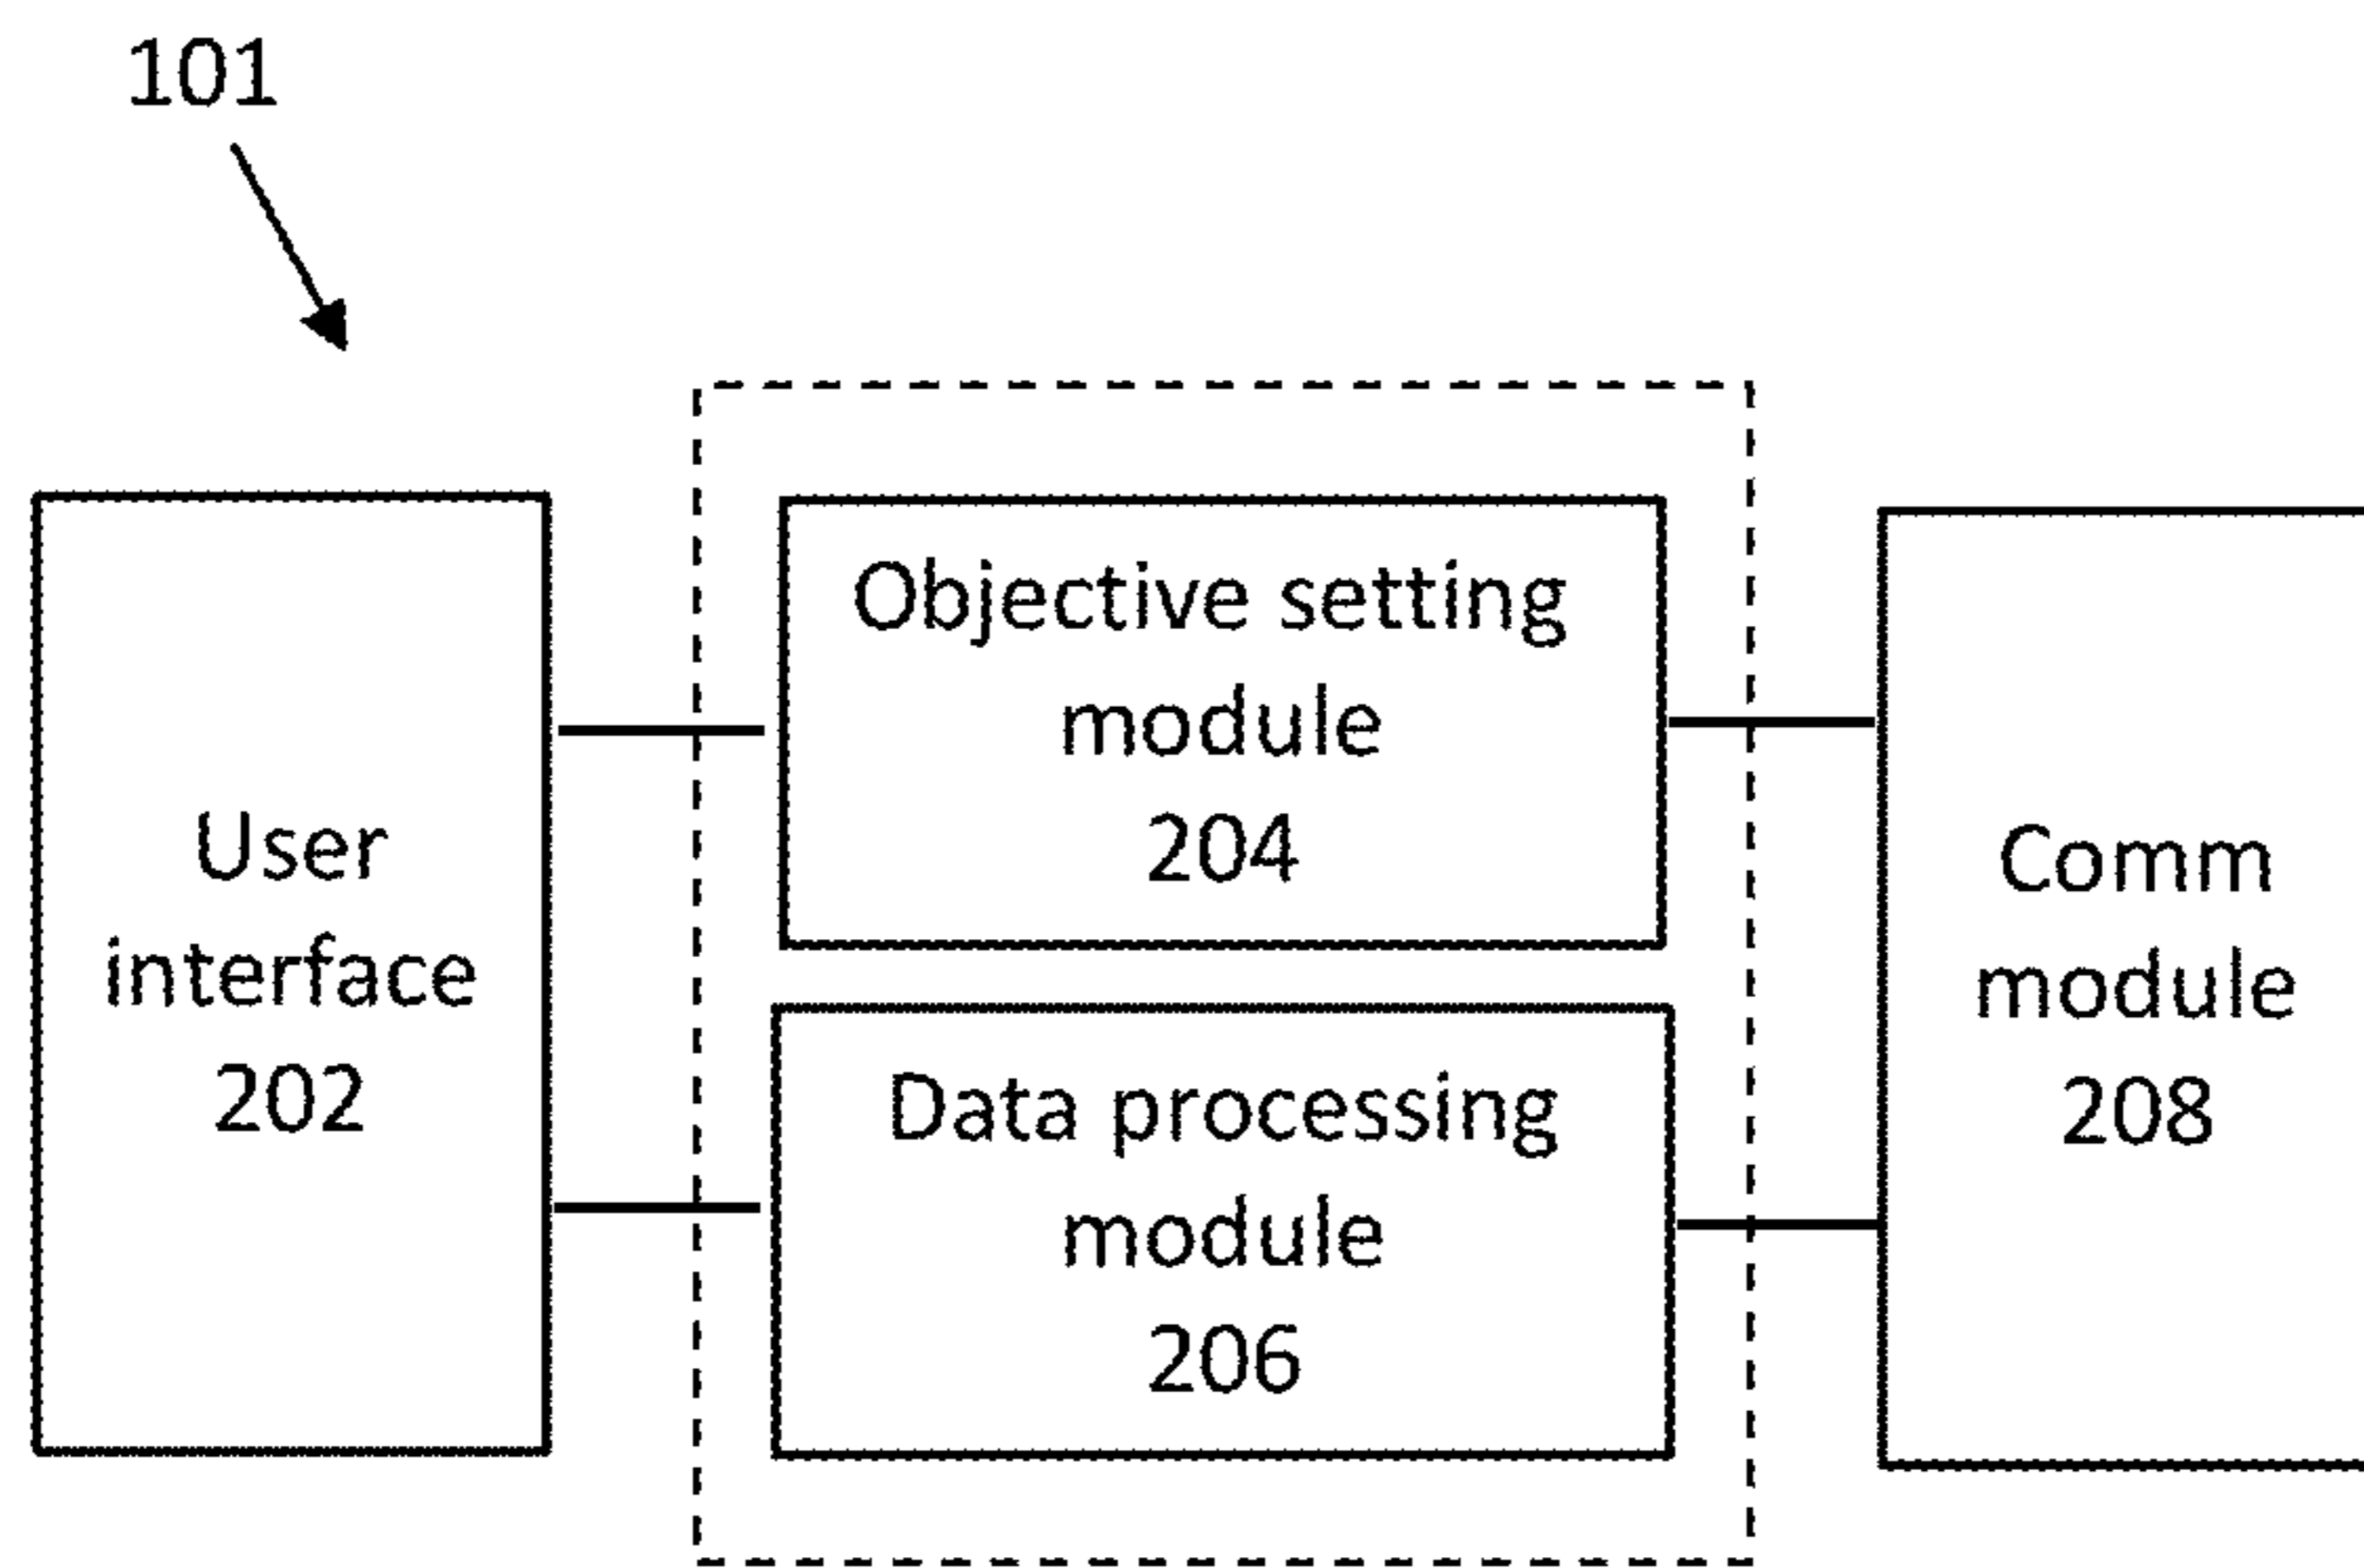 101
User
interface
202
Objective setting
module
204
Data processing
module
206
Comm
module
208